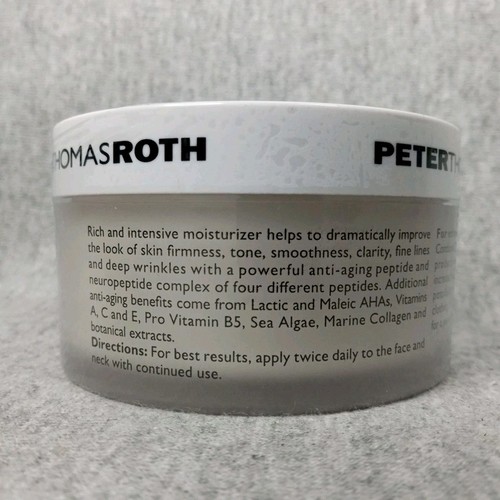 THOMASROTH
PETERTH
Rich and intensive moisturizer helps to dramatically improve
the look of skin firmness, tone, smoothness, clarity, fine lines
and deep wrinkles with a powerful anti-aging peptide and
neuropeptide complex of four different peptides. Additional
anti-aging benefits come from Lactic and Maleic AHAs, Vitamins
A, C and E, Pro Vitamin B5, Sea Algae, Marine Collagen and
botanical extracts.
Directions: For best results, apply twice daily to the face and
neck with continued use.